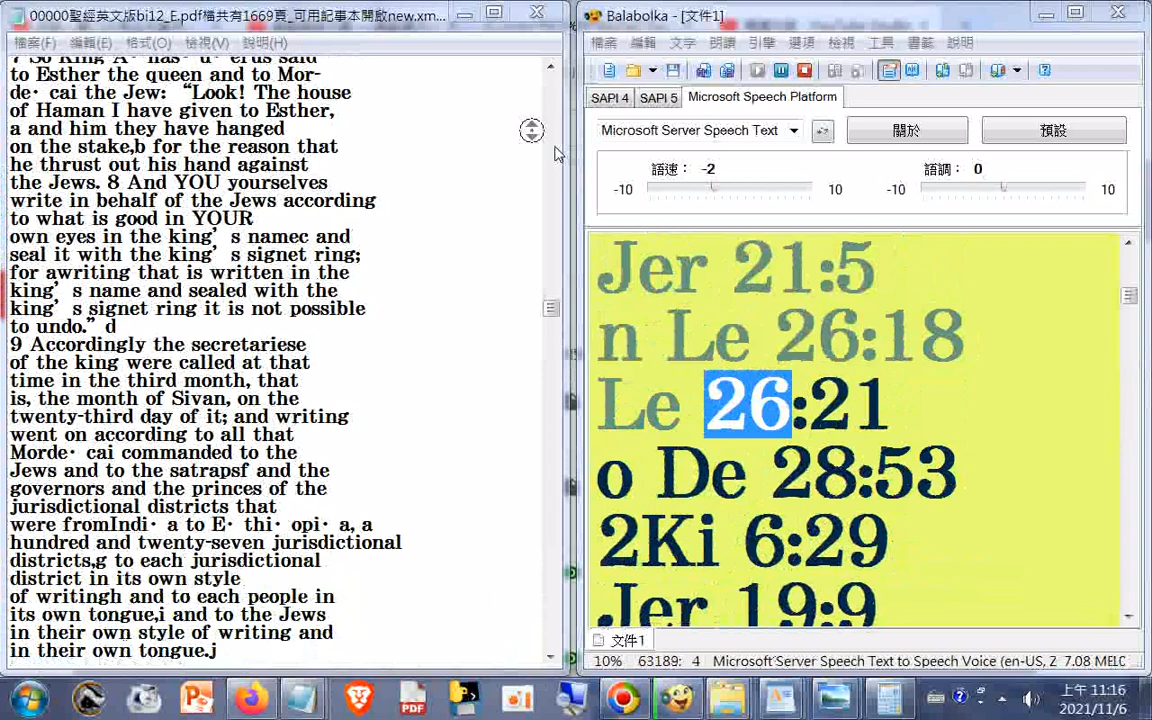 00000聖經英文版bi12_E.pdf檔共有1669頁_可用記事本開啟new.xm...
檔案(F) 編輯(E) 格式(O) 檢視(V) 說明(H)
7 So King A·has·u´erus said
to Esther the queen and to Mor-
de·cai the Jew: “Look! The house
of Haman I have given to Esther,
a and him they have hanged
on the stake,b for the reason that
he thrust out his hand against
the Jews. 8 And YOU yourselves
write in behalf of the Jews according
to what is good in YOUR
own eyes in the king’s namec and
seal it with the king’s signet ring;
for awriting that is written in the
king’s name and sealed with the
king’s signet ring it is not possible
to undo.” d
9 Accordingly the secretariese
of the king were called at that
time in the third month, that
is, the month of Sivan, on the
twenty-third day of it; and writing
went on according to all that
Morde·cai commanded to the
Jews and to the satrapsf and the
governors and the princes of the
jurisdictional districts that
were fromIndi·a to E·thi·opi·a, a
hundred and twenty-seven jurisdictional
districts,g to each jurisdictional
district in its own style
of writingh and to each people in
its own tongue,i and to the Jews
in their own style of writing and
in their own tongue.j
Balabolka - [文件1]
檔案 編輯 文字 朗讀 引擎 選項 檢視 工具 書籤 說明
SAPI 4 SAPI 5 Microsoft Speech Platform
Microsoft Server Speech Text 關於 預設
語速: -2 語調: 0
-10 10 -10 10
Jer 21:5
n Le 26:18
Le 26:21
o De 28:53
2Ki 6:29
Jer 19:9
文件1
10% 63189: 4 Microsoft Server Speech Text to Speech Voice (en-US, Z 7.08 MELC
上午 11:16
2021/11/6